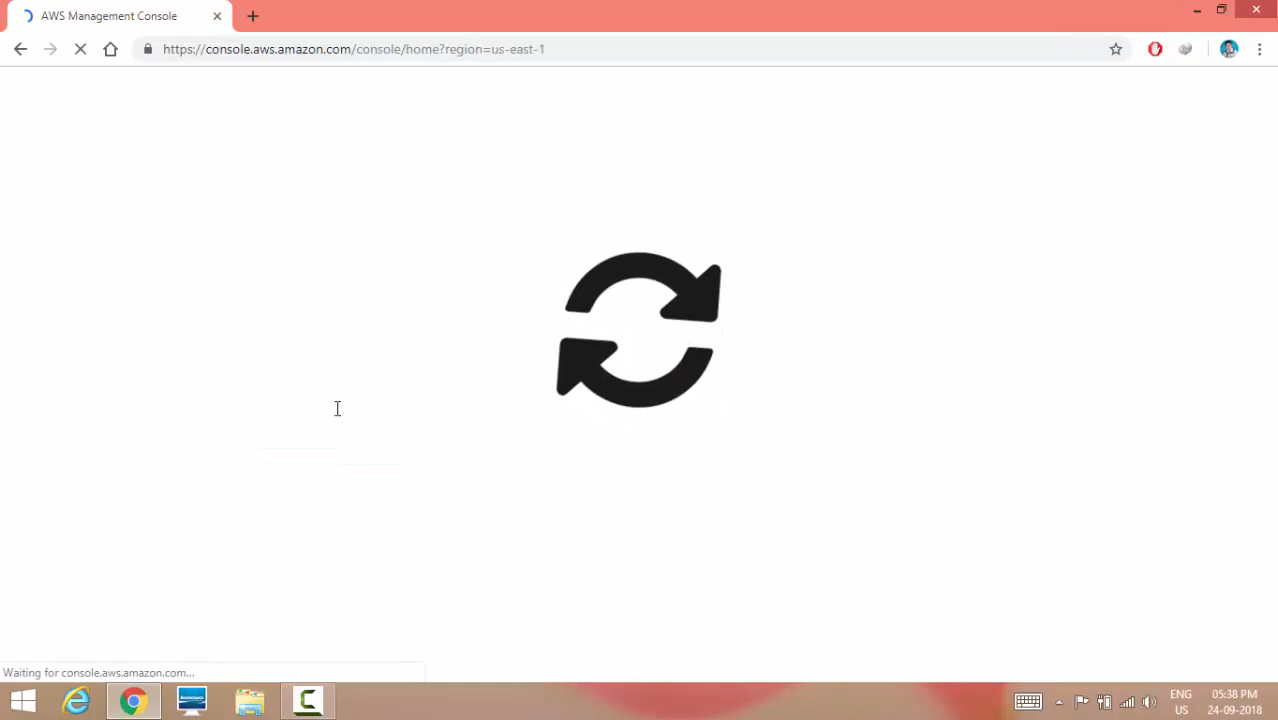 AWS Management Console
https://console.aws.amazon.com/console/home?region=us-east-1
Waiting for console.aws.amazon.com...
ENG 05:38 PM
US 24-09-2018